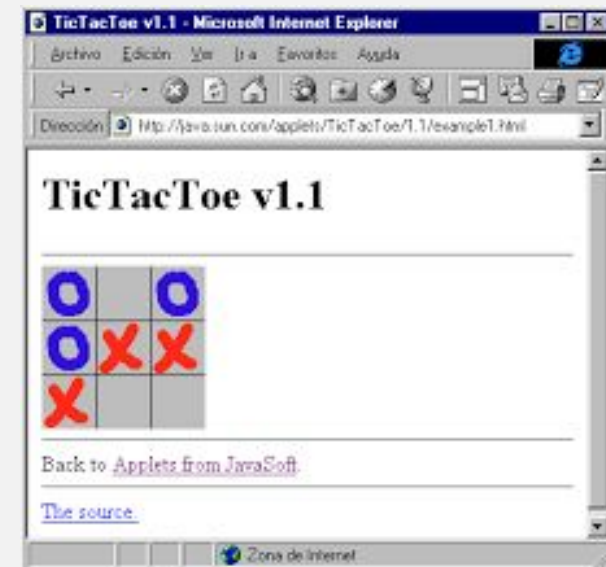 TicTacToe v1.1 - Microsoft Internet Explorer
Archivo Edición Ver Ir a Favoritos Ayuda
Dirección http://java.sun.com/applets/TicTacToe/1.1/example1.html
TicTacToe v1.1
O O
O X X
X
Back to Applets from JavaSoft.
The source.
Zona de Internet